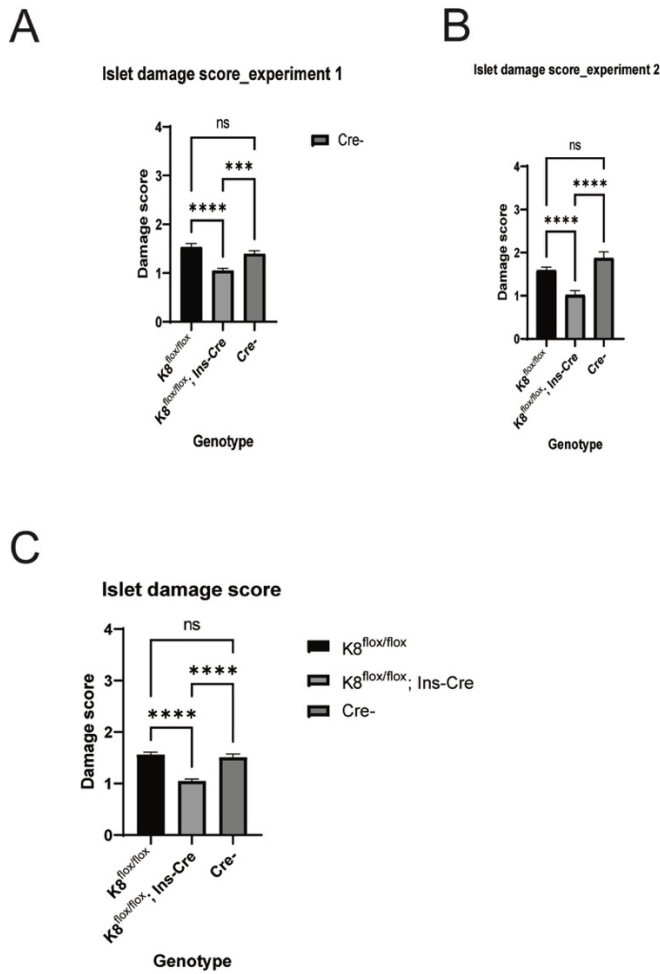 A
Islet damage score_experiment 1
ns
Cre-
***
****
Damage score
4
3
2
1
0
K8flox/flox
K8flox/flox; Ins-Cre
Cre-
Genotype
B
Islet damage score_experiment 2
ns
****
****
Damage score
4
3
2
1
0
K8flox/flox
K8flox/flox; Ins-Cre
Cre-
Genotype
C
Islet damage score
ns
****
****
Damage score
4
3
2
1
0
K8flox/flox
K8flox/flox; Ins-Cre
Cre-
Genotype
K8flox/flox
K8flox/flox; Ins-Cre
Cre-